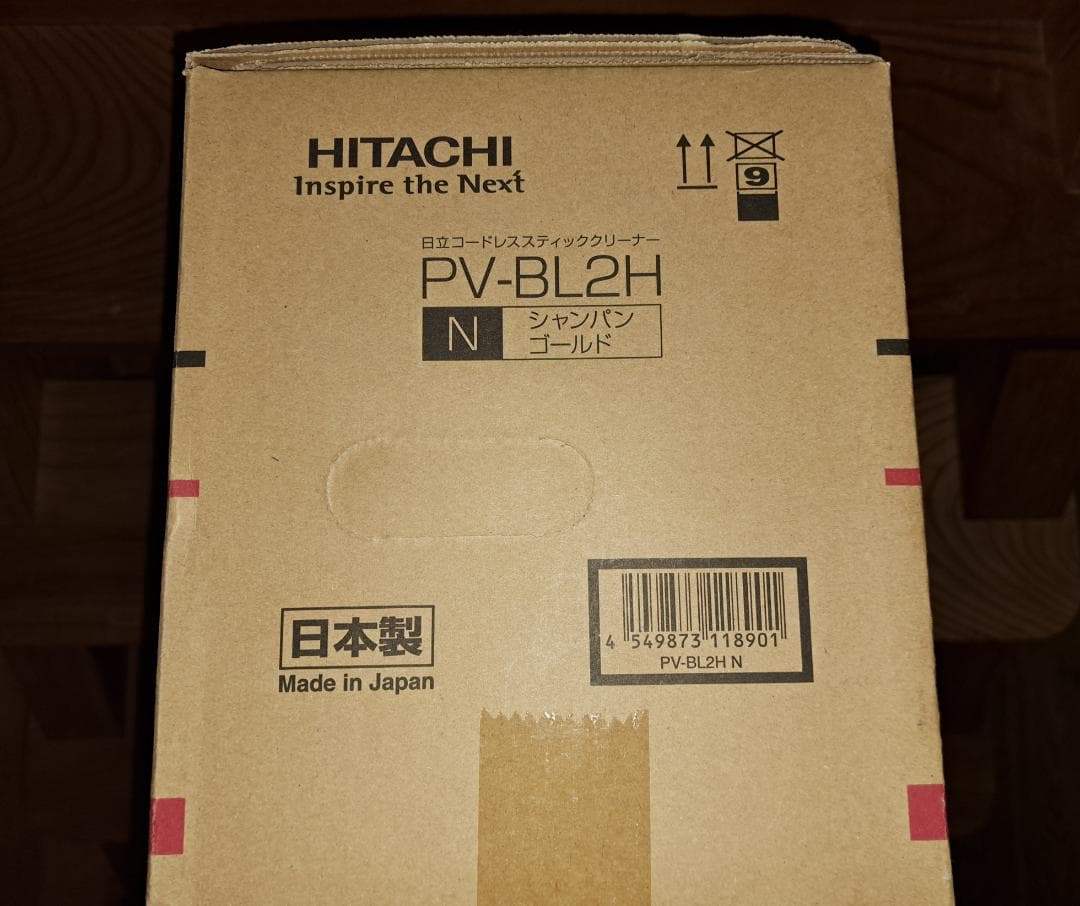 HITACHI
Inspire the Next
9
日立コードレススティッククリーナー
PV-BL2H
N
シャンパン
ゴールド
日本製
Made in Japan
4 549873 118901
PV-BL2H N